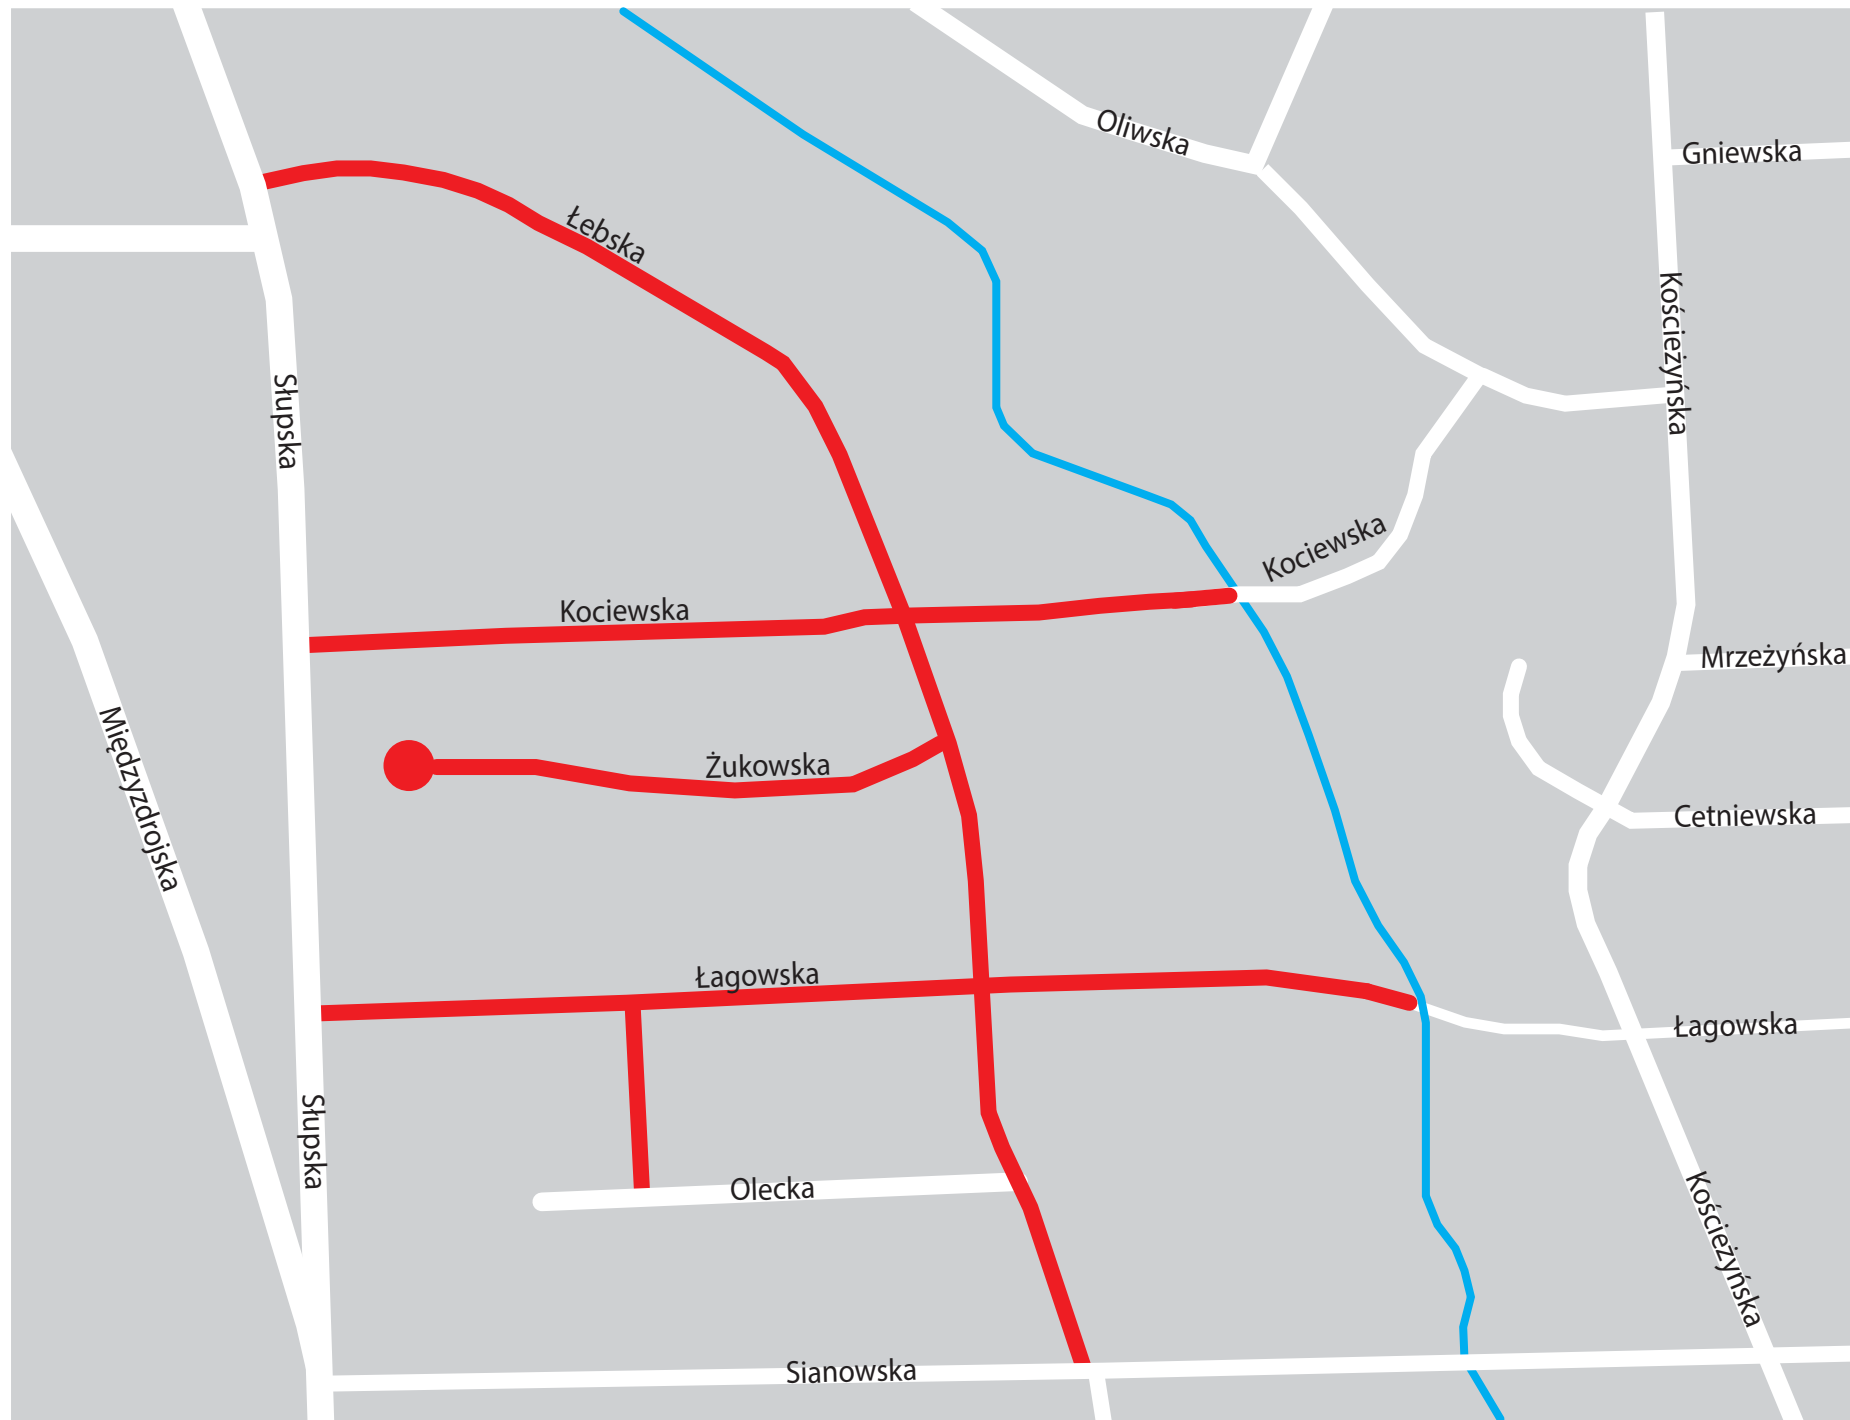 Oliwska
Gniewska
Łebska
Kościeżyńska
Słupska
Kociewska
Kociewska
Mrzeżyńska
Międzyzdrojska
Żukowska
Cetniewska
Łagowska
Łagowska
Słupska
Olecka
Kościeżyńska
Sianowska